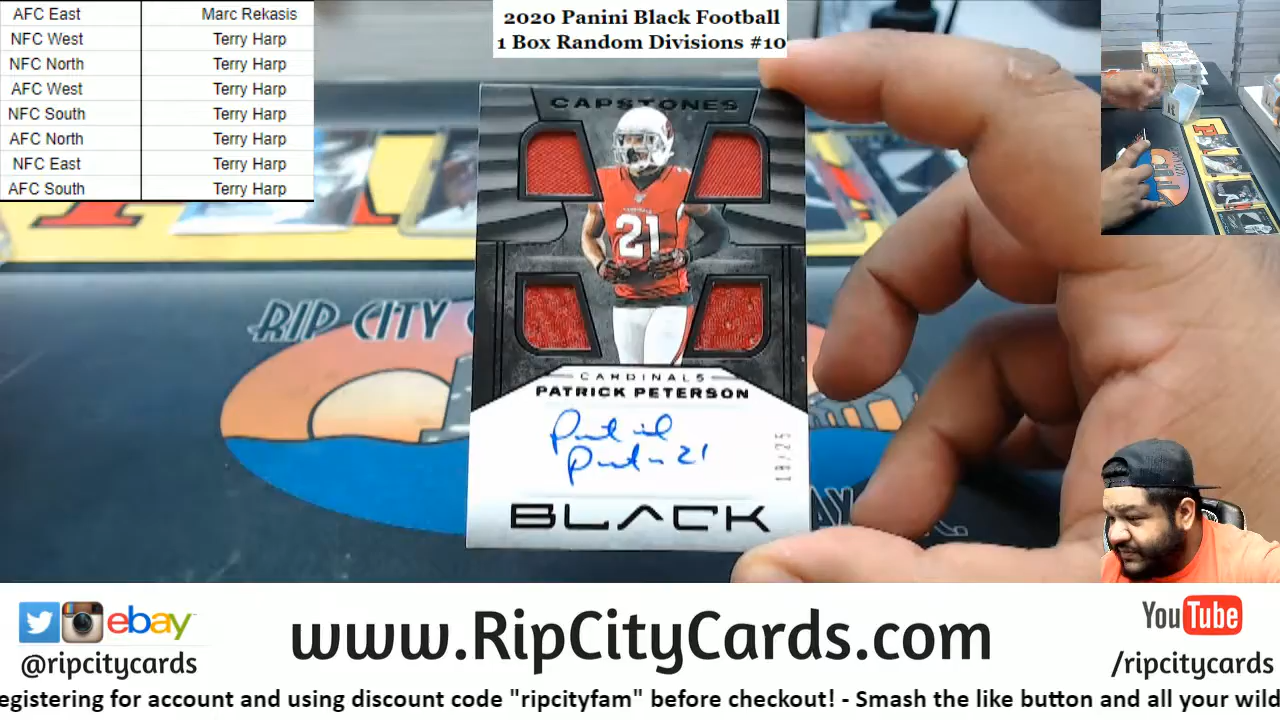 AFC East Marc Rekasis
NFC West Terry Harp
NFC North Terry Harp
AFC West Terry Harp
NFC South Terry Harp
AFC North Terry Harp
NFC East Terry Harp
AFC South Terry Harp
2020 Panini Black Football
1 Box Random Divisions #10
CAPSTONES
21
RIP CITY
CARDINALS
PATRICK PETERSON
21
BLACK
ebay
@ripcitycards
www.RipCityCards.com
YouTube
/ripcitycards
egistering for account and using discount code "ripcityfam" before checkout! - Smash the like button and all your wild